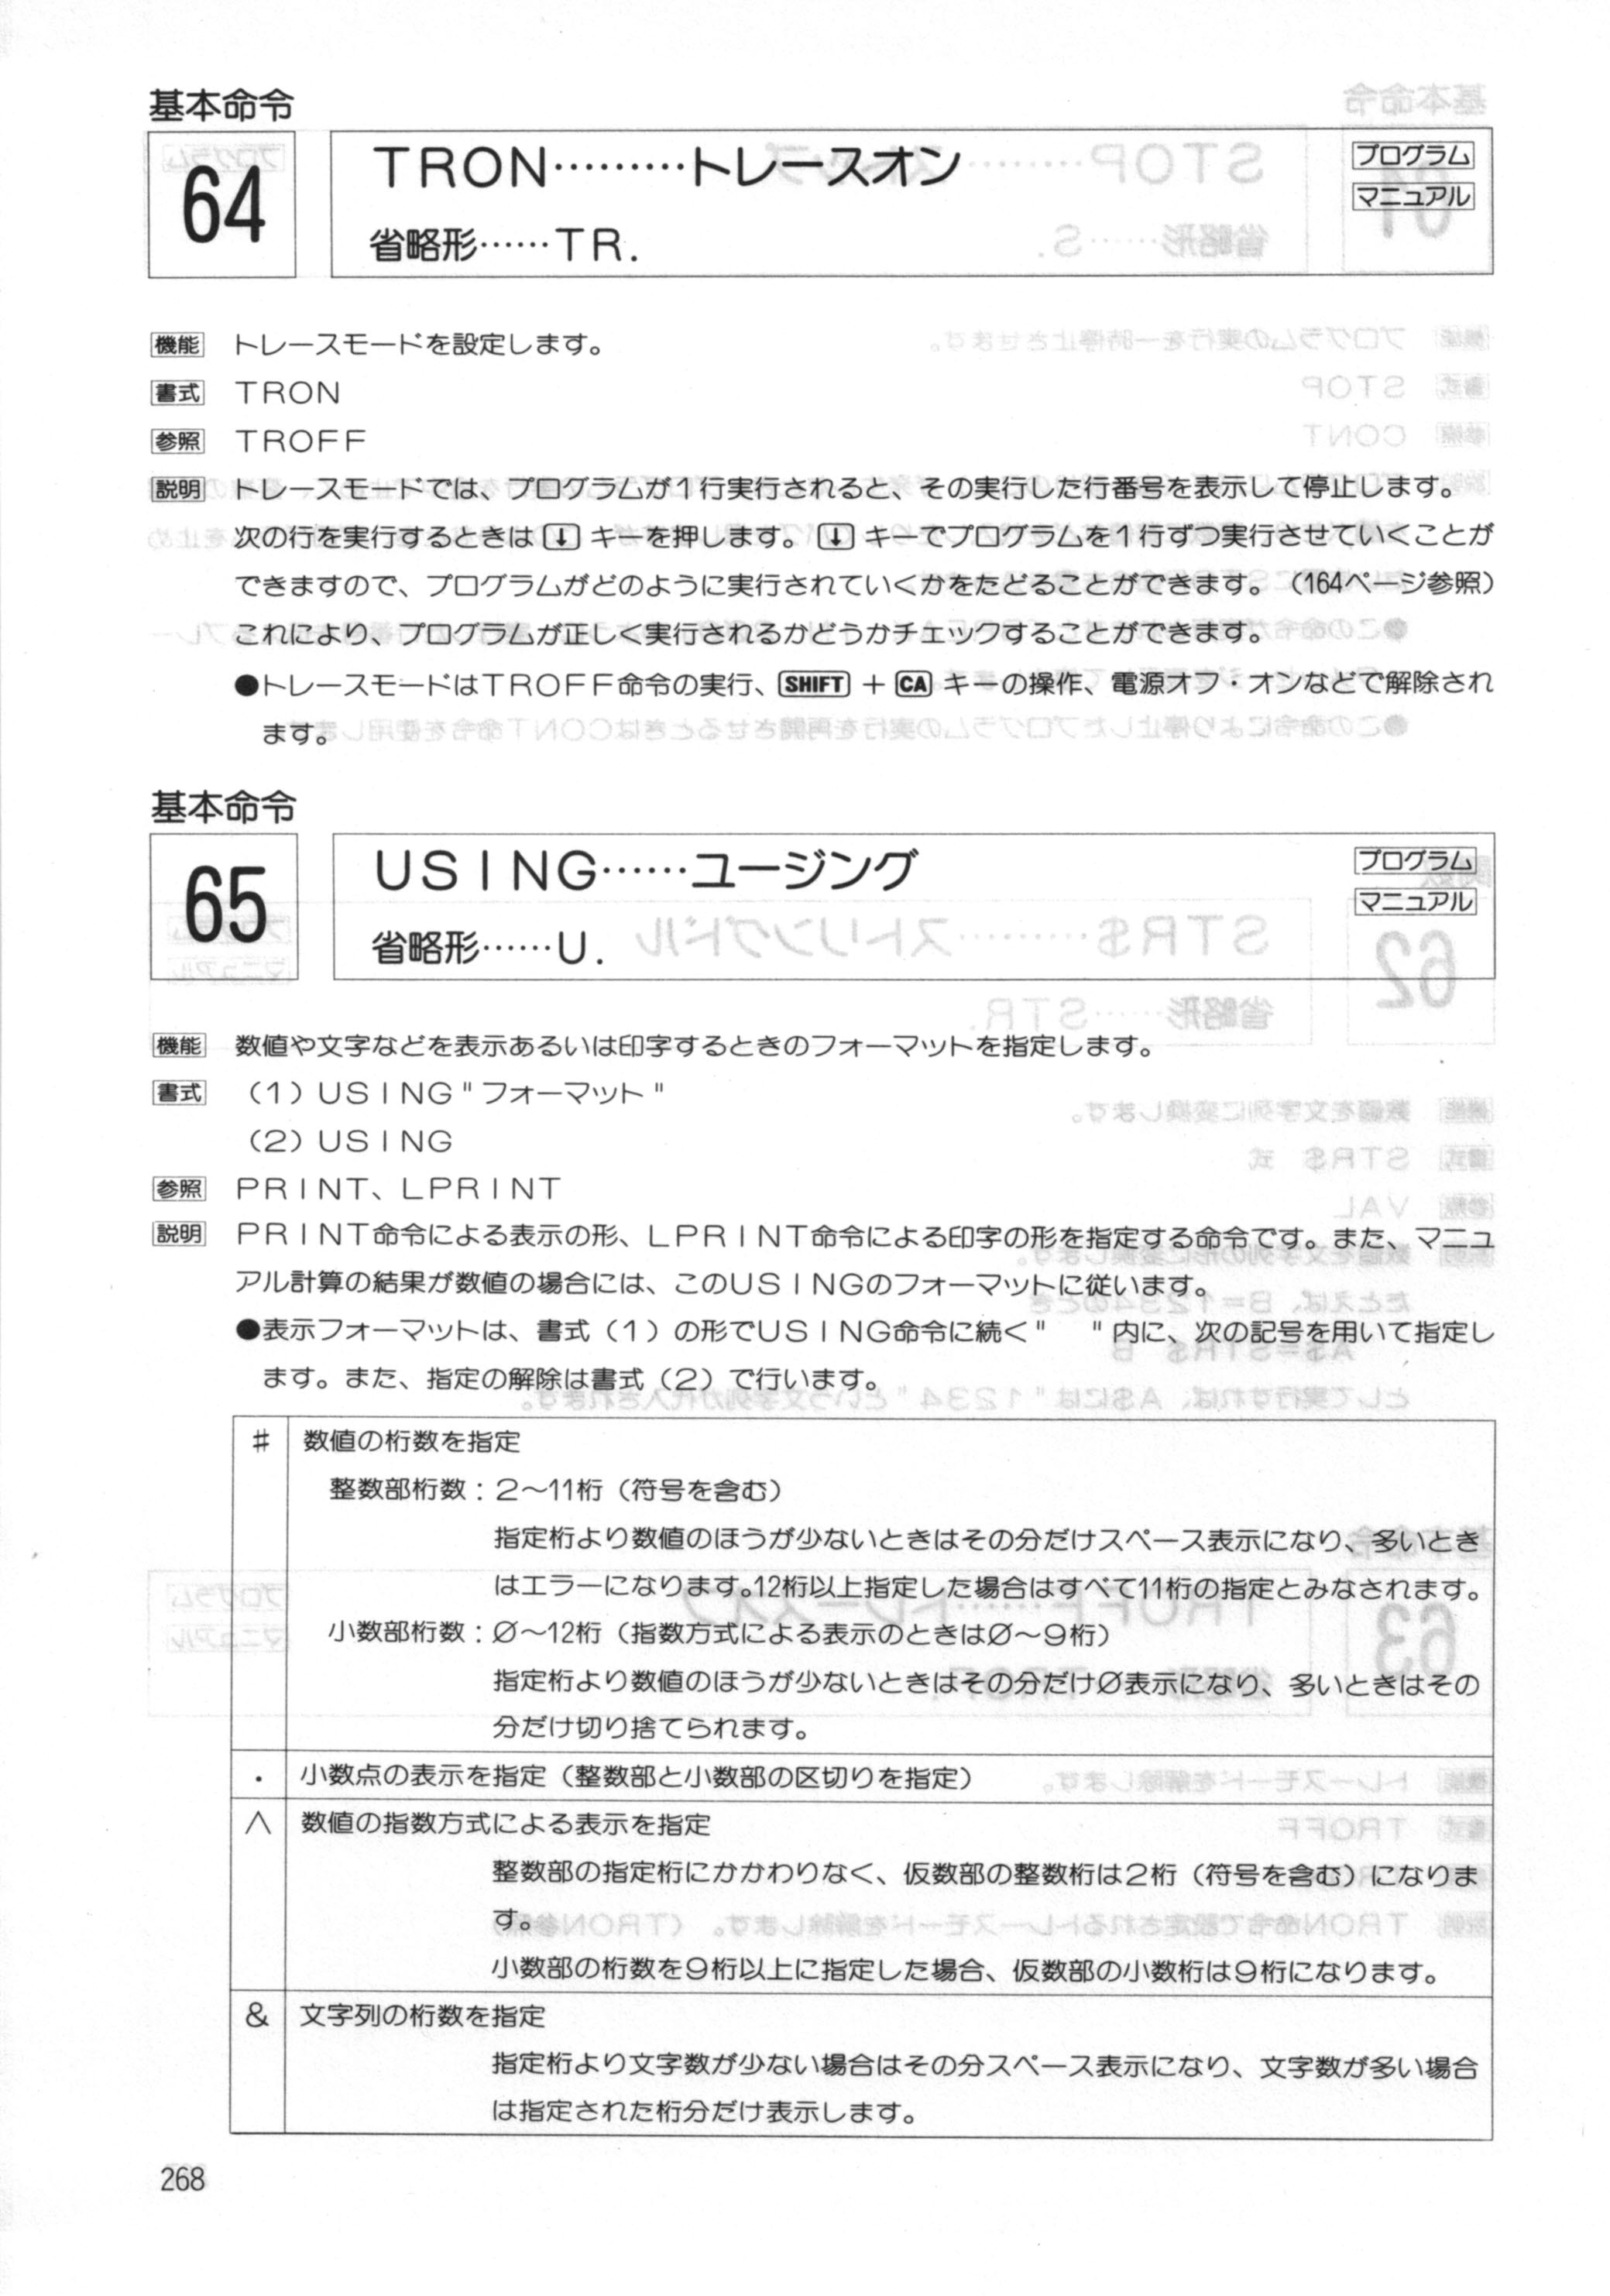 基本命令
64
TRON………トレースオン
プログラム
マニュアル
省略形……TR.
機能 トレースモードを設定します。
書式 TRON
参照 TROFF
説明 トレースモードでは、プログラムが1行実行されると、その実行した行番号を表示して停止します。
次の行を実行するときは ↓ キーを押します。 ↓ キーでプログラムを1行ずつ実行させていくことが
できますので、プログラムがどのように実行されていくかをたどることができます。（164ページ参照）
これにより、プログラムが正しく実行されるかどうかチェックすることができます。
●トレースモードはTROFF命令の実行、SHIFT + CA キーの操作、電源オフ・オンなどで解除され
ます。
基本命令
65
USING……ユージング
プログラム
マニュアル
省略形……U.
機能 数値や文字などを表示あるいは印字するときのフォーマットを指定します。
書式 （1）USING"フォーマット"
（2）USING
参照 PRINT、LPRINT
説明 PRINT命令による表示の形、LPRINT命令による印字の形を指定する命令です。また、マニュ
アル計算の結果が数値の場合には、このUSINGのフォーマットに従います。
●表示フォーマットは、書式（1）の形でUSING命令に続く"　"内に、次の記号を用いて指定し
ます。また、指定の解除は書式（2）で行います。
# 数値の桁数を指定
整数部桁数：2～11桁（符号を含む）
指定桁より数値のほうが少ないときはその分だけスペース表示になり、多いとき
はエラーになります。12桁以上指定した場合はすべて11桁の指定とみなされます。
小数部桁数：Ø～12桁（指数方式による表示のときはØ～9桁）
指定桁より数値のほうが少ないときはその分だけØ表示になり、多いときはその
分だけ切り捨てられます。
. 小数点の表示を指定（整数部と小数部の区切りを指定）
∧ 数値の指数方式による表示を指定
整数部の指定桁にかかわりなく、仮数部の整数桁は2桁（符号を含む）になりま
す。
小数部の桁数を9桁以上に指定した場合、仮数部の小数桁は9桁になります。
& 文字列の桁数を指定
指定桁より文字数が少ない場合はその分スペース表示になり、文字数が多い場合
は指定された桁分だけ表示します。
268